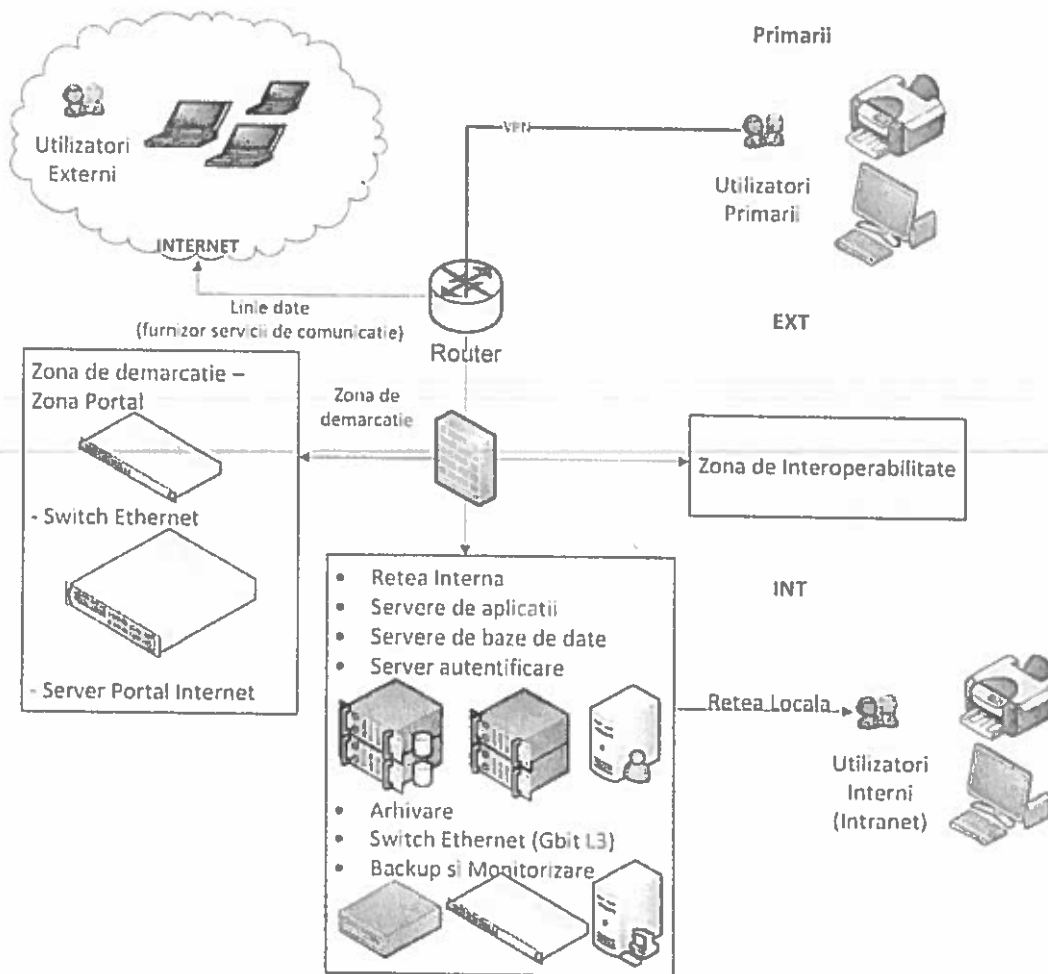 Primarii
Utilizatori
Externi
VPN
Utilizatori
Primarii
INTERNET
Linie date
(furnizor servicii de comunicatie)
Router
EXT
Zona de demarcatie –
Zona Portal
Zona de
demarcatie
Zona de Interoperabilitate
- Switch Ethernet
- Server Portal Internet
INT
• Retea Interna
• Servere de aplicatii
• Servere de baze de date
• Server autentificare
Retea Locala
Utilizatori
Interni
(Intranet)
• Arhivare
• Switch Ethernet (Gbit L3)
• Backup si Monitorizare